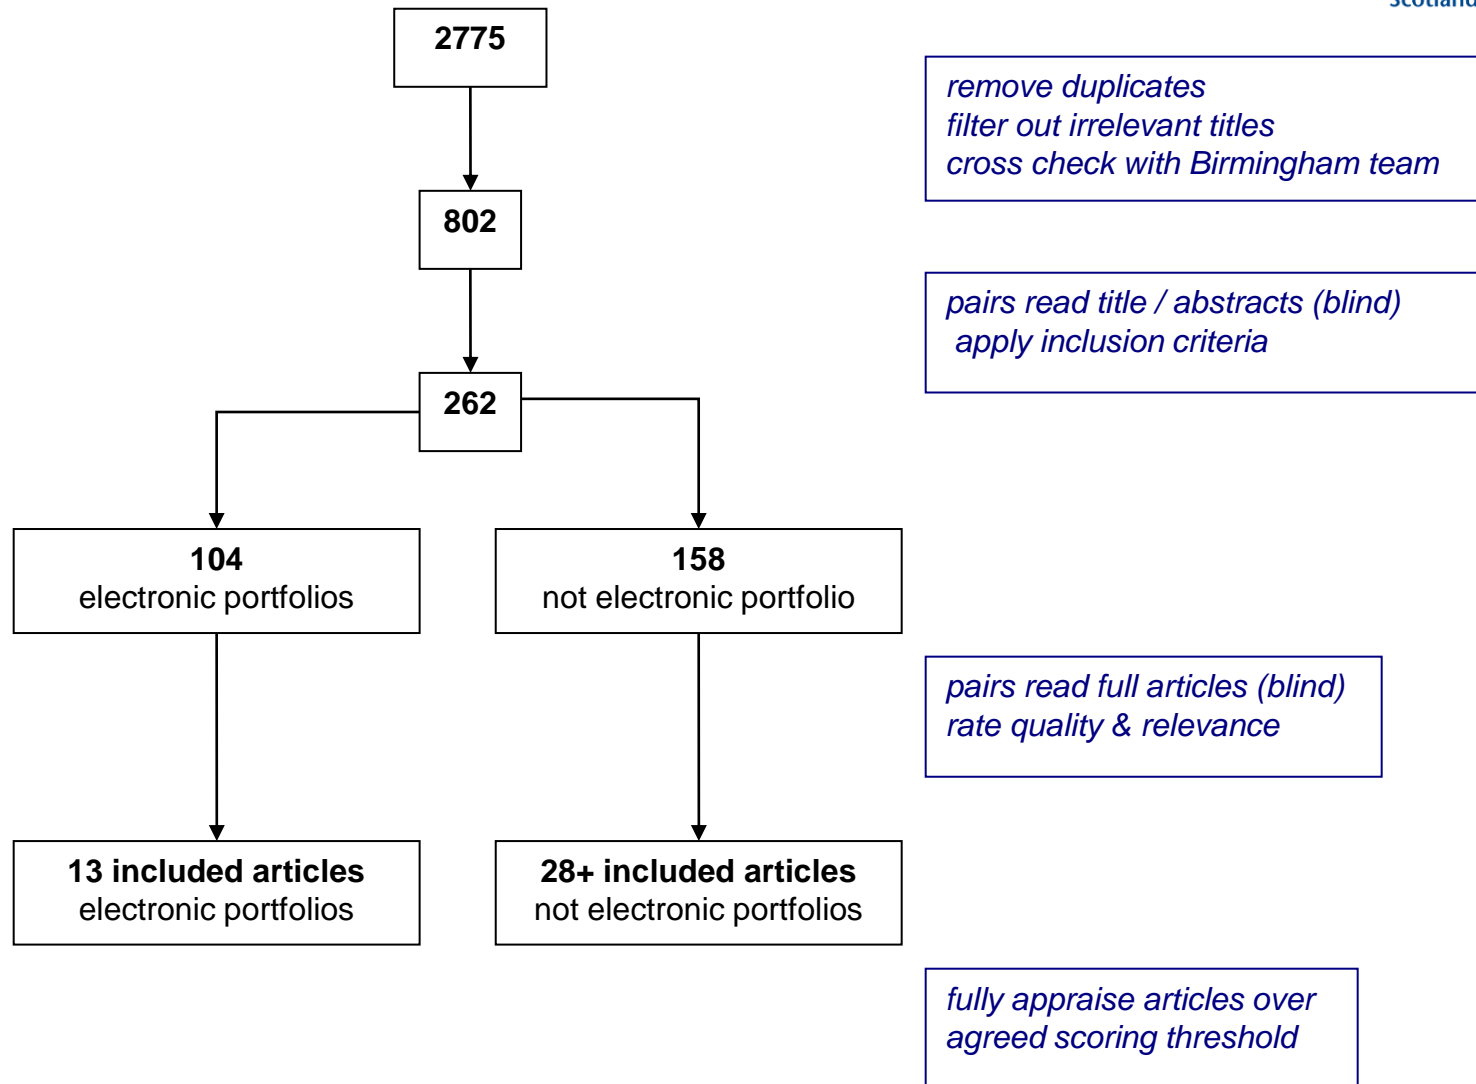 Scotland
2775
remove duplicates
filter out irrelevant titles
cross check with Birmingham team
802
pairs read title / abstracts (blind)
apply inclusion criteria
262
104
electronic portfolios
158
not electronic portfolio
pairs read full articles (blind)
rate quality & relevance
13 included articles
electronic portfolios
28+ included articles
not electronic portfolios
fully appraise articles over
agreed scoring threshold